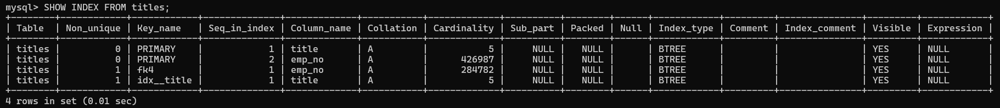 mysql> SHOW INDEX FROM titles;
+--------+------------+------------+--------------+-------------+-----------+-------------+----------+--------+------+------------+---------+---------------+---------+------------+
| Table  | Non_unique | Key_name   | Seq_in_index | Column_name | Collation | Cardinality | Sub_part | Packed | Null | Index_type | Comment | Index_comment | Visible | Expression |
+--------+------------+------------+--------------+-------------+-----------+-------------+----------+--------+------+------------+---------+---------------+---------+------------+
| titles |          0 | PRIMARY    |            1 | title       | A         |           5 |     NULL |   NULL |      | BTREE      |         |               | YES     | NULL       |
| titles |          0 | PRIMARY    |            2 | emp_no      | A         |      426987 |     NULL |   NULL |      | BTREE      |         |               | YES     | NULL       |
| titles |          1 | fk4        |            1 | emp_no      | A         |      284782 |     NULL |   NULL |      | BTREE      |         |               | YES     | NULL       |
| titles |          1 | idx__title |            1 | title       | A         |           5 |     NULL |   NULL |      | BTREE      |         |               | YES     | NULL       |
+--------+------------+------------+--------------+-------------+-----------+-------------+----------+--------+------+------------+---------+---------------+---------+------------+
4 rows in set (0.01 sec)